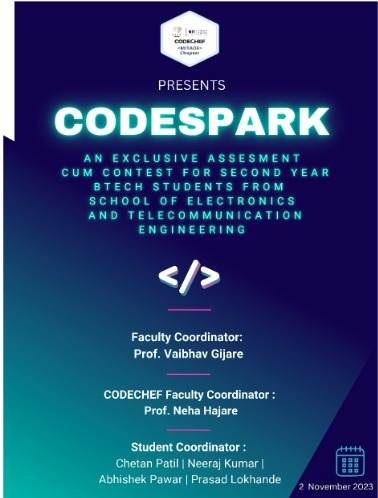 CODECHEF
<MITAOE>
Chapter
PRESENTS
CODESPARK
AN EXCLUSIVE ASSESMENT
CUM CONTEST FOR SECOND YEAR
BTECH STUDENTS FROM
SCHOOL OF ELECTRONICS
AND TELECOMMUNICATION
ENGINEERING
</>
Faculty Coordinator:
Prof. Vaibhav Gijare
CODECHEF Faculty Coordinator :
Prof. Neha Hajare
Student Coordinator :
Chetan Patil | Neeraj Kumar |
Abhishek Pawar | Prasad Lokhande
2 November 2023